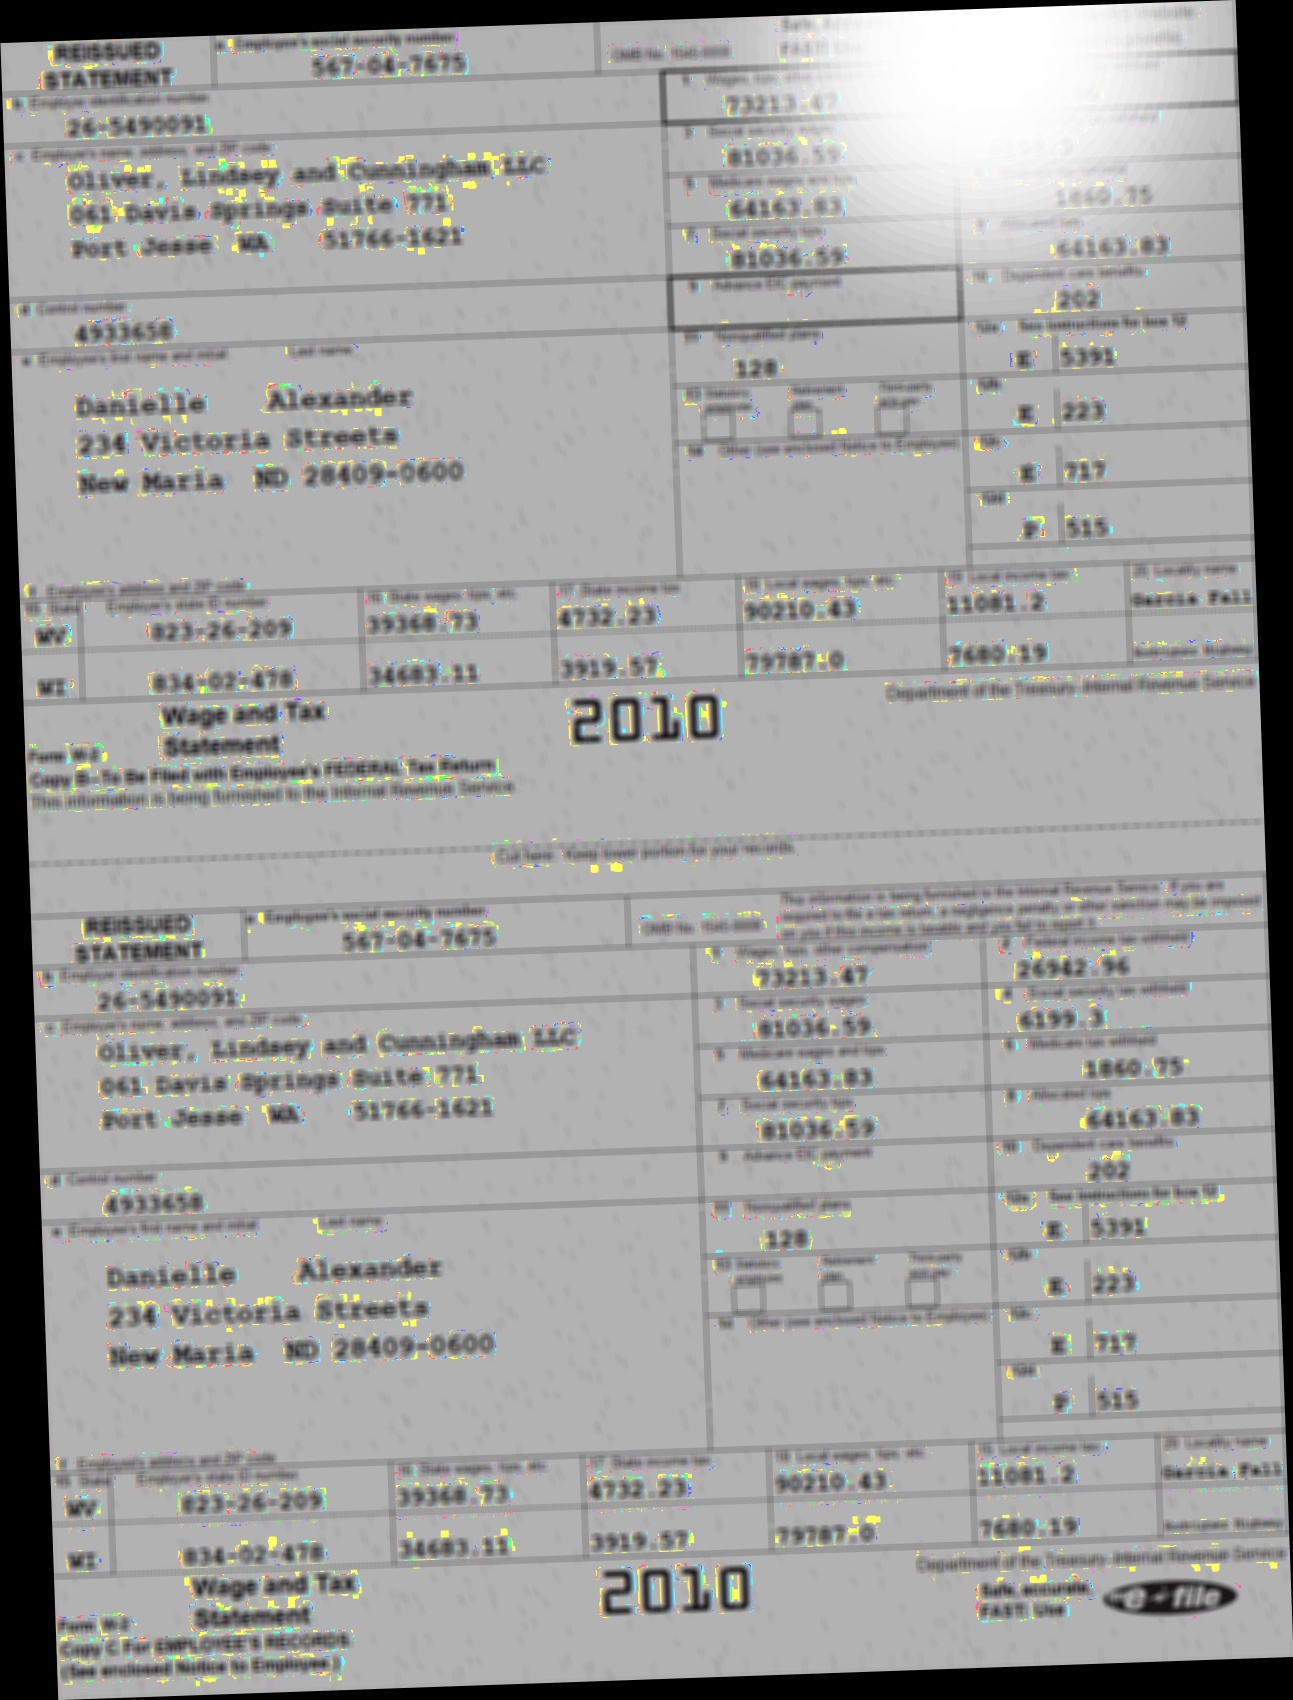 REISSUED STATEMENT
a Employee's social security number
567-04-7675
OMB No. 1545-0008
Safe,
FAST! Use
b Employer identification number
26-5490091
1 Wages, tips,
73213.47
3 Social security wages
81036.59
c Employer's name, address, and ZIP code
Oliver, Lindsey and Cunningham LLC
061 Davis Springs Suite 771
Port Jesse WA 51766-1621
5 Medicare wages and tips
64163.83
1860.75
7 Social security tips
81036.59
8 Allocated tips
64163.83
d Control number
4933658
9 Advance EIC payment
10 Dependent care benefits
202
e Employee's first name and initial Last name
Danielle Alexander
234 Victoria Streets
New Maria ND 28409-0600
11 Nonqualified plans
128
12a See instructions for box 12
E 5391
13 Statutory employee Retirement plan Third-party sick pay
E 223
14 Other (see enclosed Notice to Employee)
E 717
F 515
f Employee's address and ZIP code
15 State Employer's state ID number 16 State wages, tips, etc. 17 State income tax 18 Local wages, tips, etc. 19 Local income tax 20 Locality name
WV 823-26-209 39368.73 4732.23 90210.43 11081.2 Garcia Fall
MI 834-02-478 34683.11 3919.57 79787.0 7680.19
Form W-2 Wage and Tax Statement 2010 Department of the Treasury-Internal Revenue Service
Copy B--To Be Filed with Employee's FEDERAL Tax Return.
This information is being furnished to the Internal Revenue Service.
Cut here. Keep lower portion for your records.
REISSUED STATEMENT
a Employee's social security number
567-04-7675
OMB No. 1545-0008
This information is being furnished to the Internal Revenue Service. If you are
required to file a tax return, a negligence penalty or other sanction may be imposed
on you if this income is taxable and you fail to report it.
b Employer identification number
26-5490091
1 Wages, tips, other compensation
73213.47
2 Federal income tax withheld
26942.96
3 Social security wages
81036.59
4 Social security tax withheld
6199.3
c Employer's name, address, and ZIP code
Oliver, Lindsey and Cunningham LLC
061 Davis Springs Suite 771
Port Jesse WA 51766-1621
5 Medicare wages and tips
64163.83
6 Medicare tax withheld
1860.75
7 Social security tips
81036.59
8 Allocated tips
64163.83
d Control number
4933658
9 Advance EIC payment
10 Dependent care benefits
202
e Employee's first name and initial Last name
Danielle Alexander
234 Victoria Streets
New Maria ND 28409-0600
11 Nonqualified plans
128
12a See instructions for box 12
E 5391
13 Statutory employee Retirement plan Third-party sick pay
E 223
14 Other (see enclosed Notice to Employee)
E 717
F 515
f Employee's address and ZIP code
15 State Employer's state ID number 16 State wages, tips, etc. 17 State income tax 18 Local wages, tips, etc. 19 Local income tax 20 Locality name
WV 823-26-209 39368.73 4732.23 90210.43 11081.2 Garcia Fall
MI 834-02-478 34683.11 3919.57 79787.0 7680.19
Form W-2 Wage and Tax Statement 2010 Department of the Treasury-Internal Revenue Service
Copy C For EMPLOYEE'S RECORDS
(See enclosed Notice to Employee.)
Safe, accurate,
FAST! Use
e-file